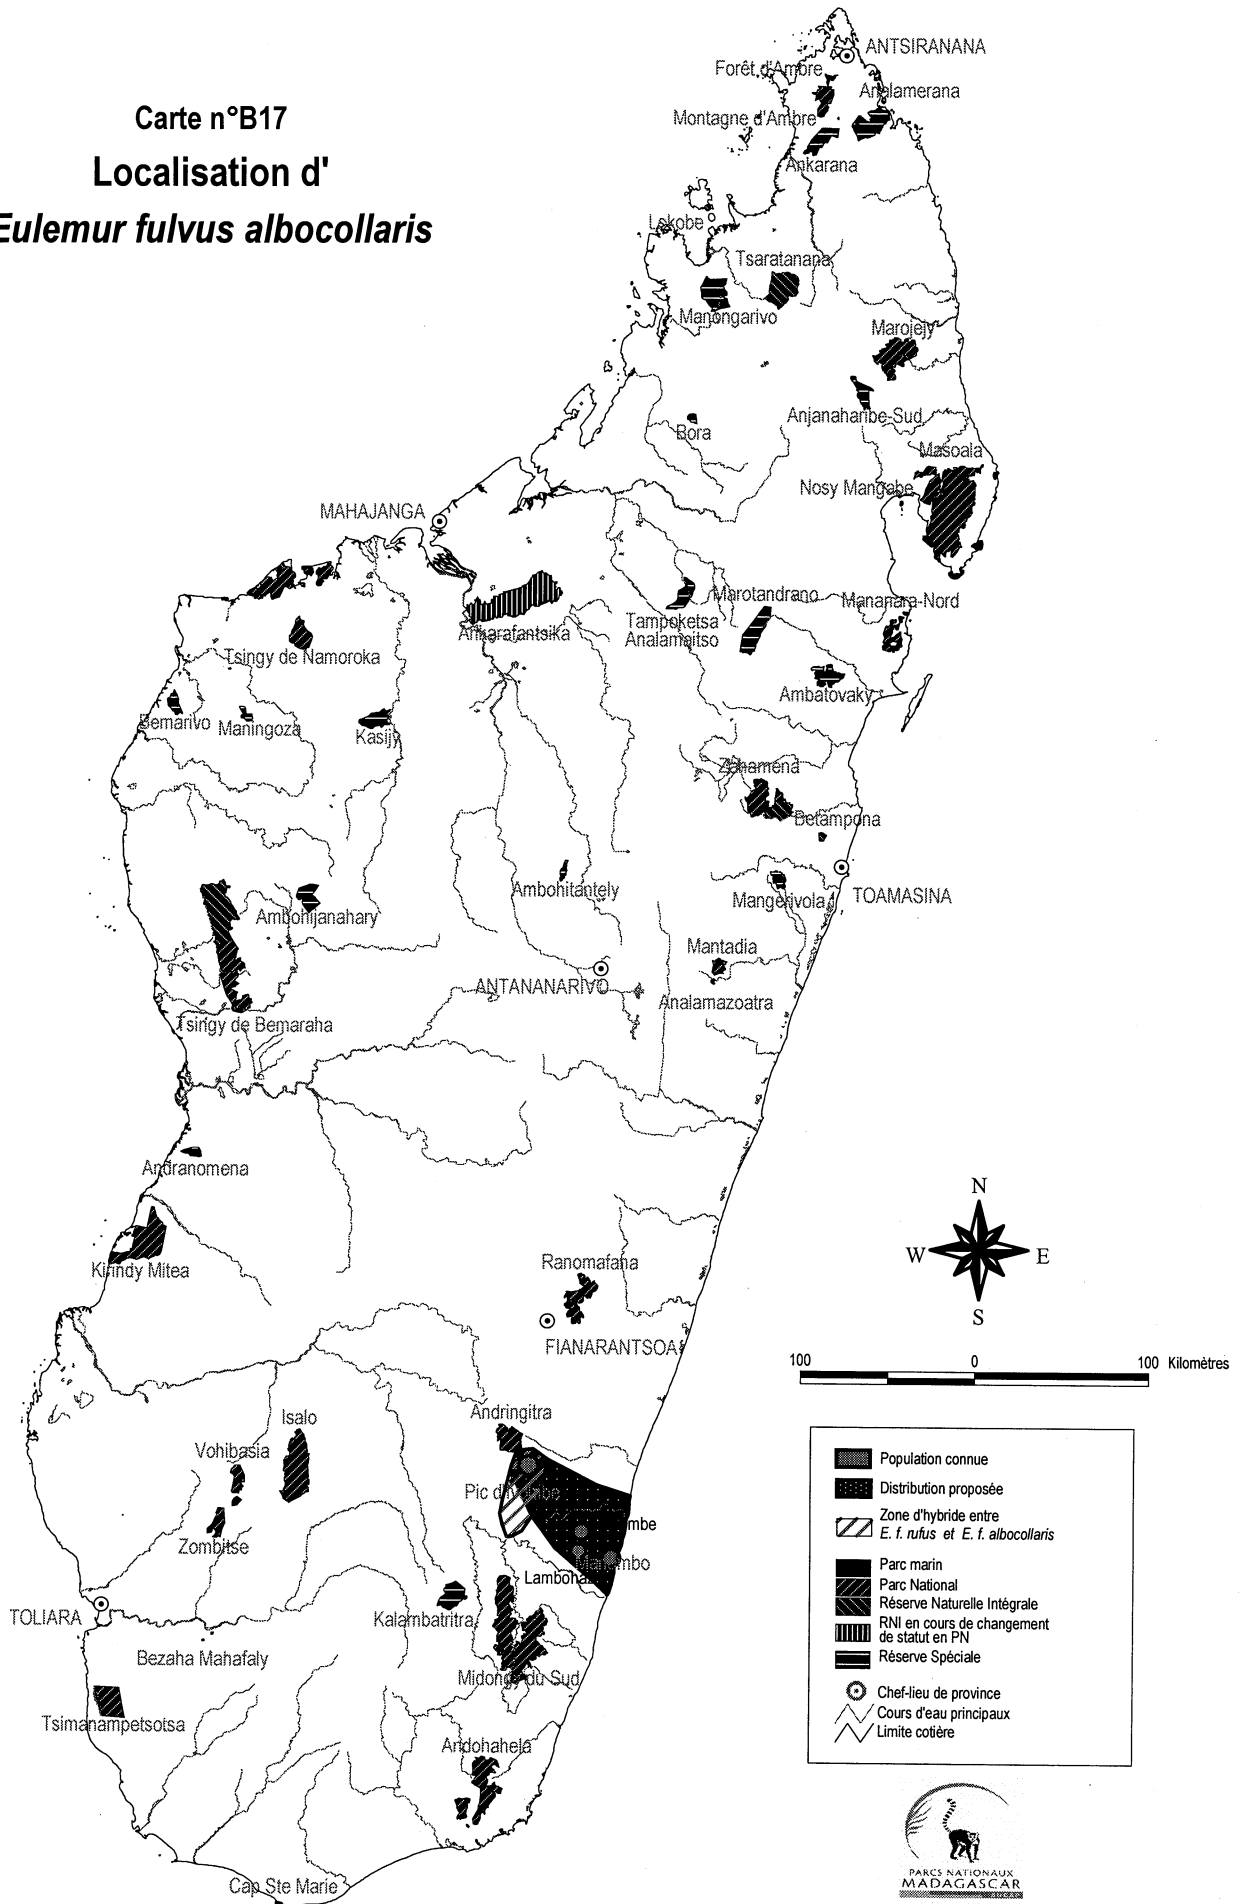 Carte n°B17
Localisation d'
Eulemur fulvus albocollaris
ANTSIRANANA
Forêt d'Ambre
Analamerana
Montagne d'Ambre
Ankarana
Lokobe
Tsaratanana
Manongarivo
Marojejy
Anjanaharibe-Sud
Bora
Masoala
Nosy Mangabe
MAHAJANGA
Ankarafantsika
Marotandrano
Mananara-Nord
Tampoketsa
Analamaitso
Tsingy de Namoroka
Ambatovaky
Bemarivo
Maningoza
Kasijy
Zahamena
Betampona
Ambohitantely
Mangerivola
TOAMASINA
Ambohijanahary
Mantadia
ANTANANARIVO
Analamazoatra
Tsingy de Bemaraha
Andranomena
N
W
E
S
Kirindy Mitea
Ranomafana
FIANARANTSOA
100
0
100 Kilomètres
Andringitra
Isalo
Vohibasia
Pic d'Ivohibe
Zombitse
Lamboha
Kalambatritra
TOLIARA
Bezaha Mahafaly
Midongy du Sud
Tsimanampetsotsa
Andohahela
Cap Ste Marie
Population connue
Distribution proposée
Zone d'hybride entre
E. f. rufus et E. f. albocollaris
Parc marin
Parc National
Réserve Naturelle Intégrale
RNI en cours de changement
de statut en PN
Réserve Spéciale
Chef-lieu de province
Cours d'eau principaux
Limite cotière
PARCS NATIONAUX
MADAGASCAR